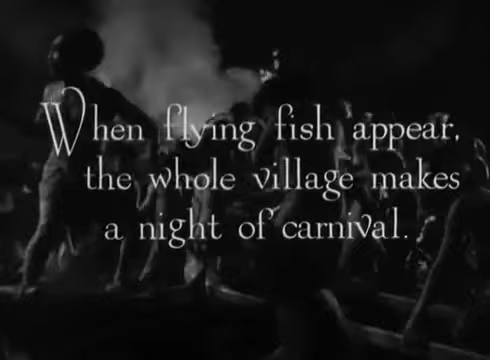 When flying fish appear,
the whole village makes
a night of carnival.